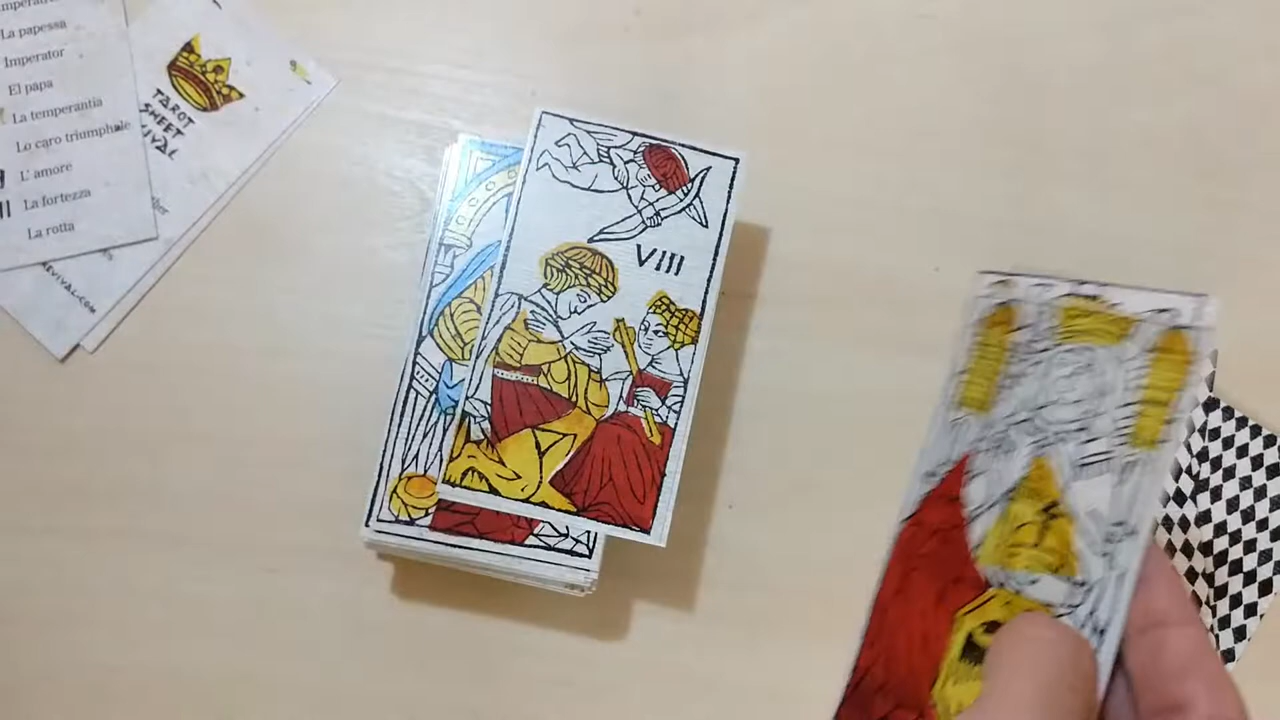 La papessa
Imperator
El papa
La temperantia
Lo caro triumphale
L' amore
La fortezza
La rotta
TAROT
SHEET
VIII